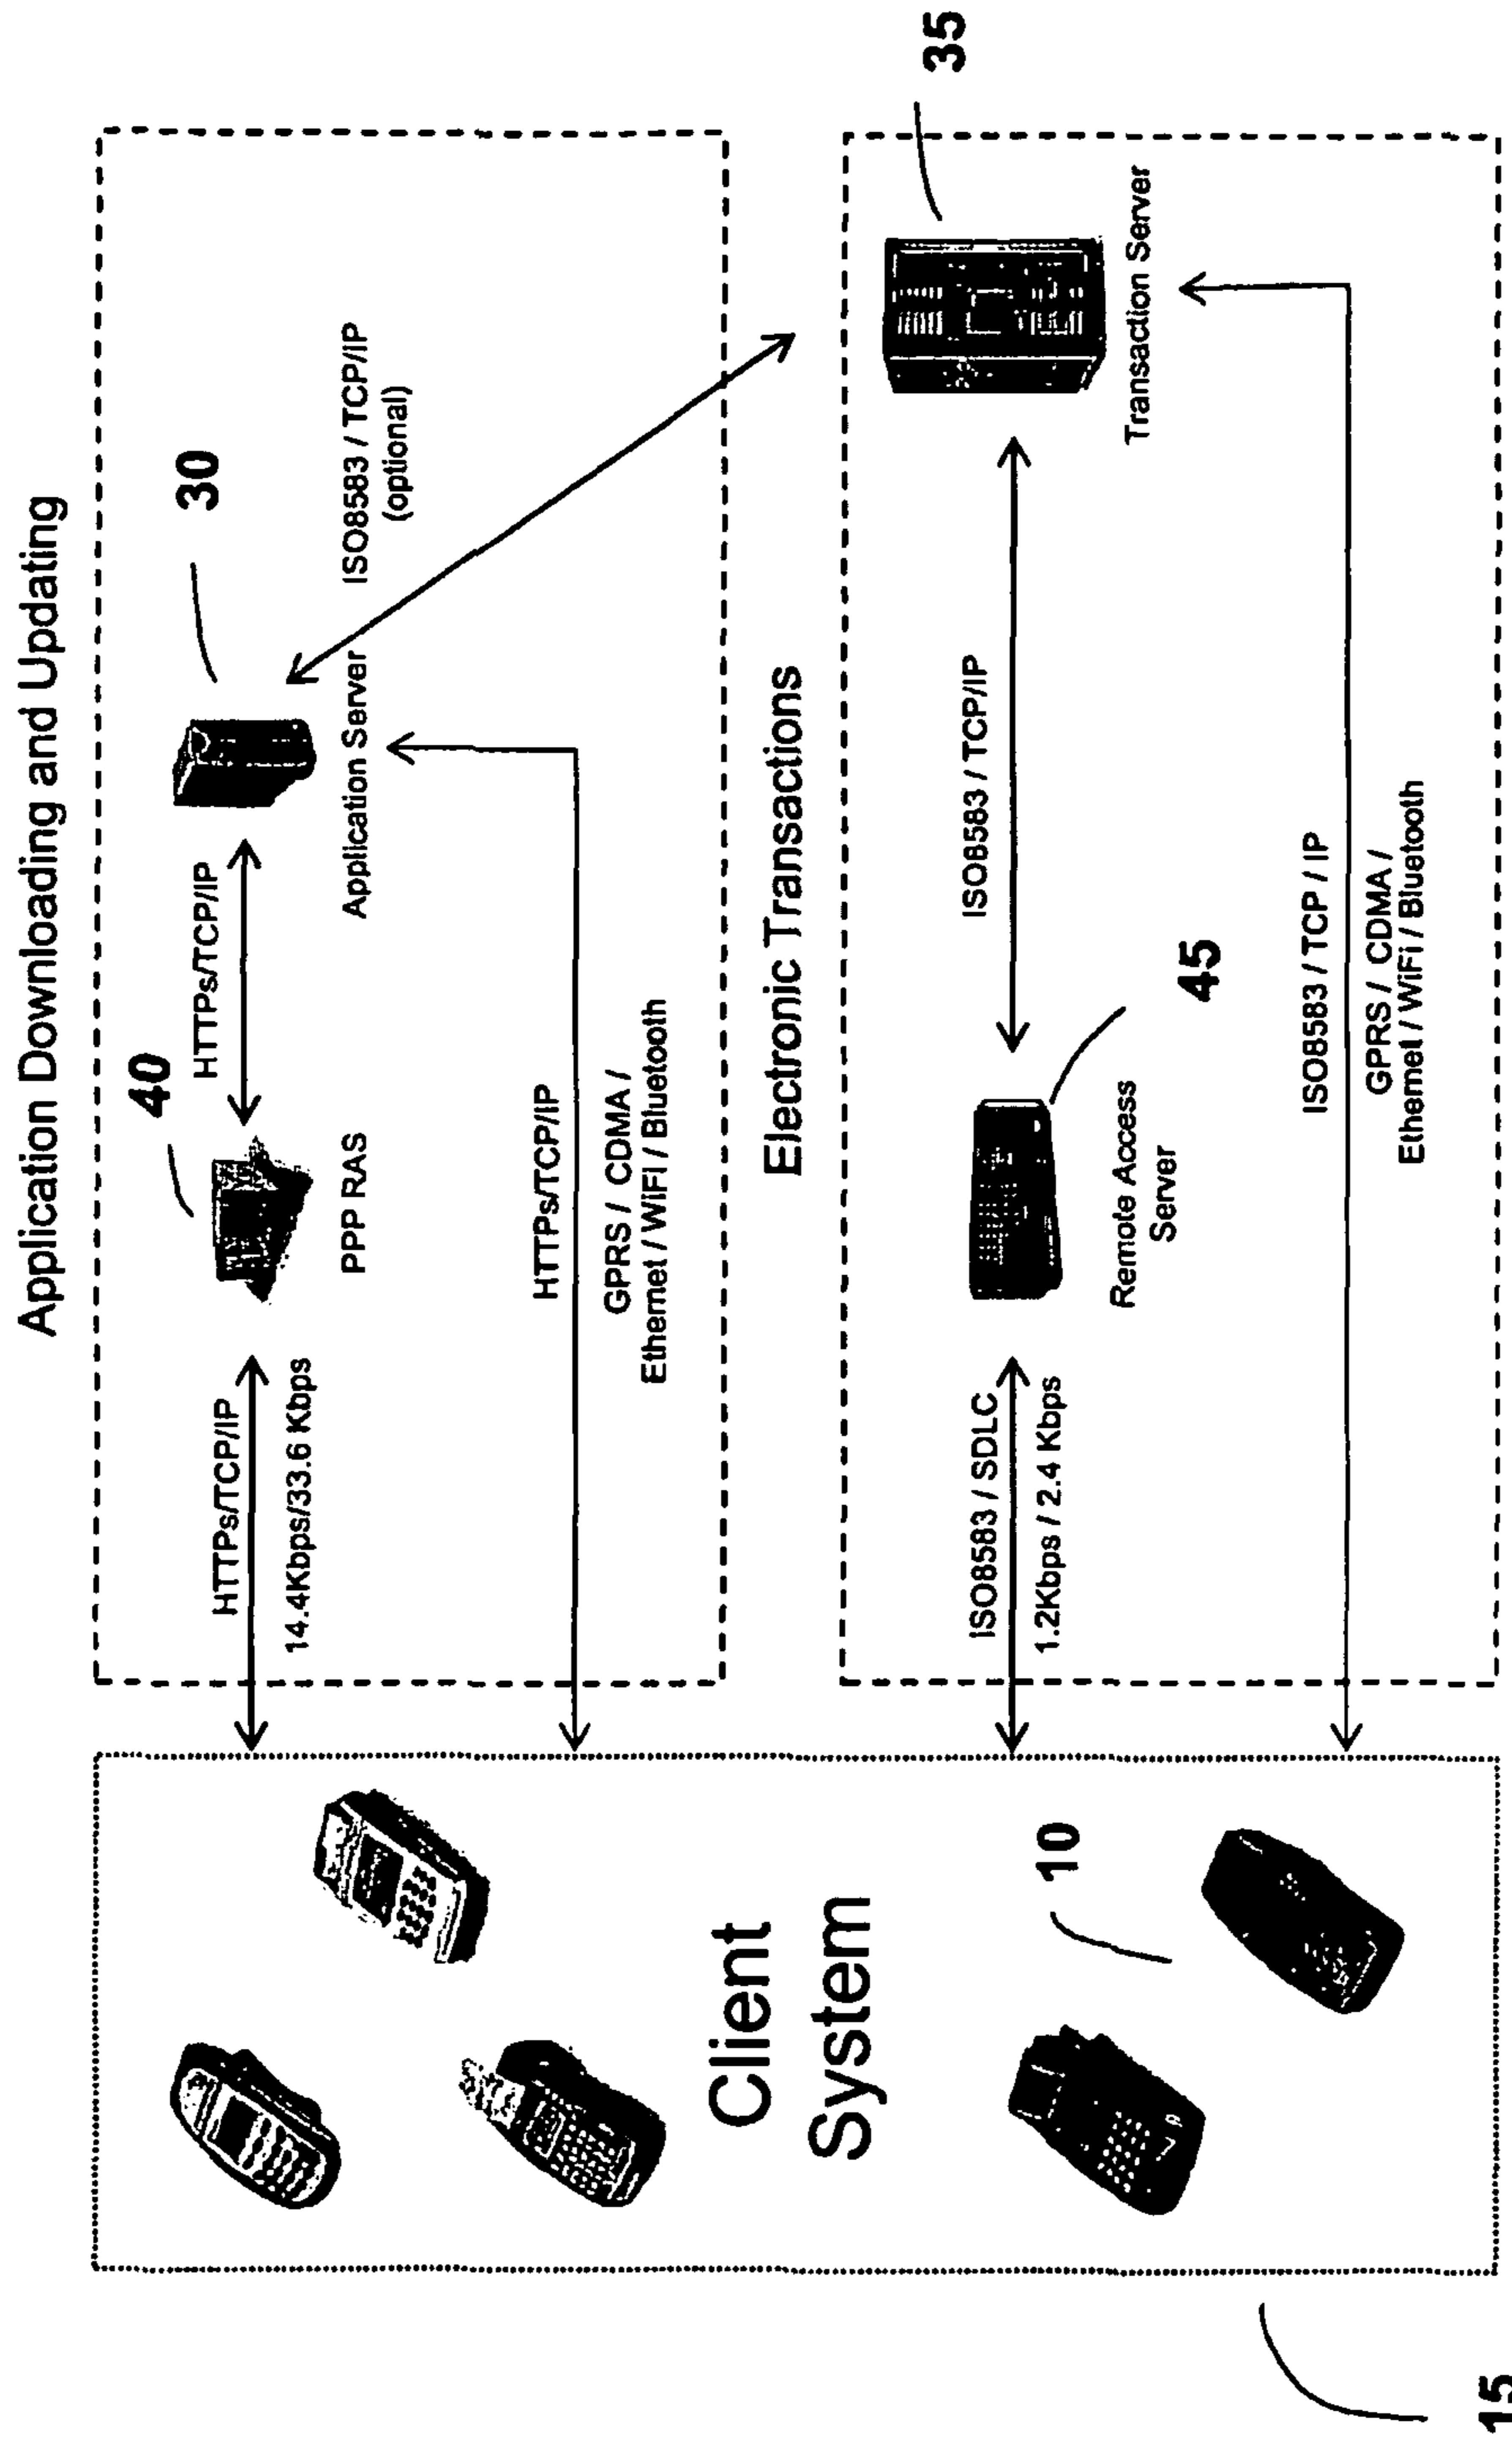 Application Downloading and Updating
30
40
HTTPs/TCP/IP
14.4Kbps/33.6 Kbps
PPP RAS
HTTPs/TCP/IP
Application Server
ISO8583 / TCP/IP
(optional)
HTTPs/TCP/IP
GPRS / CDMA /
Ethernet / WiFi / Bluetooth
Electronic Transactions
35
ISO8583 / SDLC
1.2Kbps / 2.4 Kbps
Remote Access
Server
45
ISO8583 / TCP/IP
Transaction Server
ISO8583 / TCP / IP
GPRS / CDMA /
Ethernet / WiFi / Bluetooth
Client
System
10
15